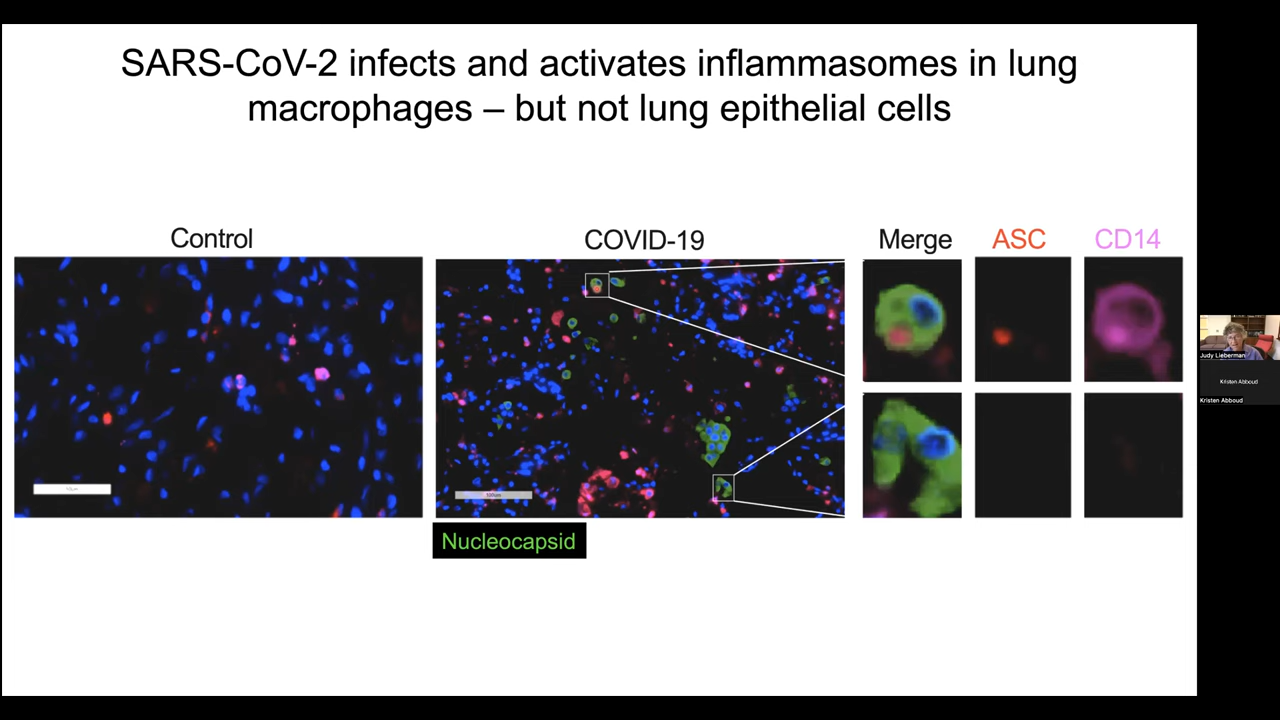 SARS-CoV-2 infects and activates inflammasomes in lung
macrophages – but not lung epithelial cells
Control
COVID-19
Merge
ASC
CD14
Nucleocapsid
Judy Lieberman
Kristen Abboud
Kristen Abboud